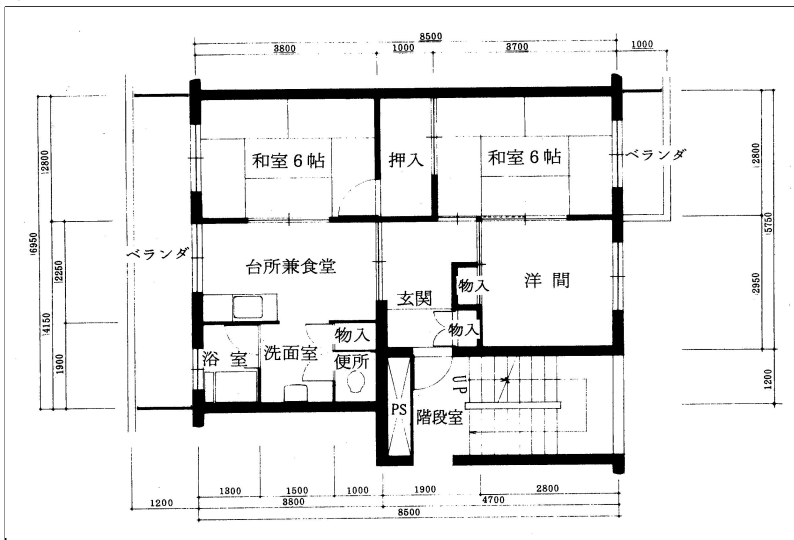 8500
3800
1000
3700
1000
和室6帖
押入
和室6帖
ベランダ
2800
6950
2250
4150
1900
2800
5750
2950
1200
ベランダ
台所兼食堂
玄関
物入
洋間
物入
物入
浴室
洗面室
便所
UP
PS
階段室
1300
1500
1000
1900
2800
1200
3800
4700
8500